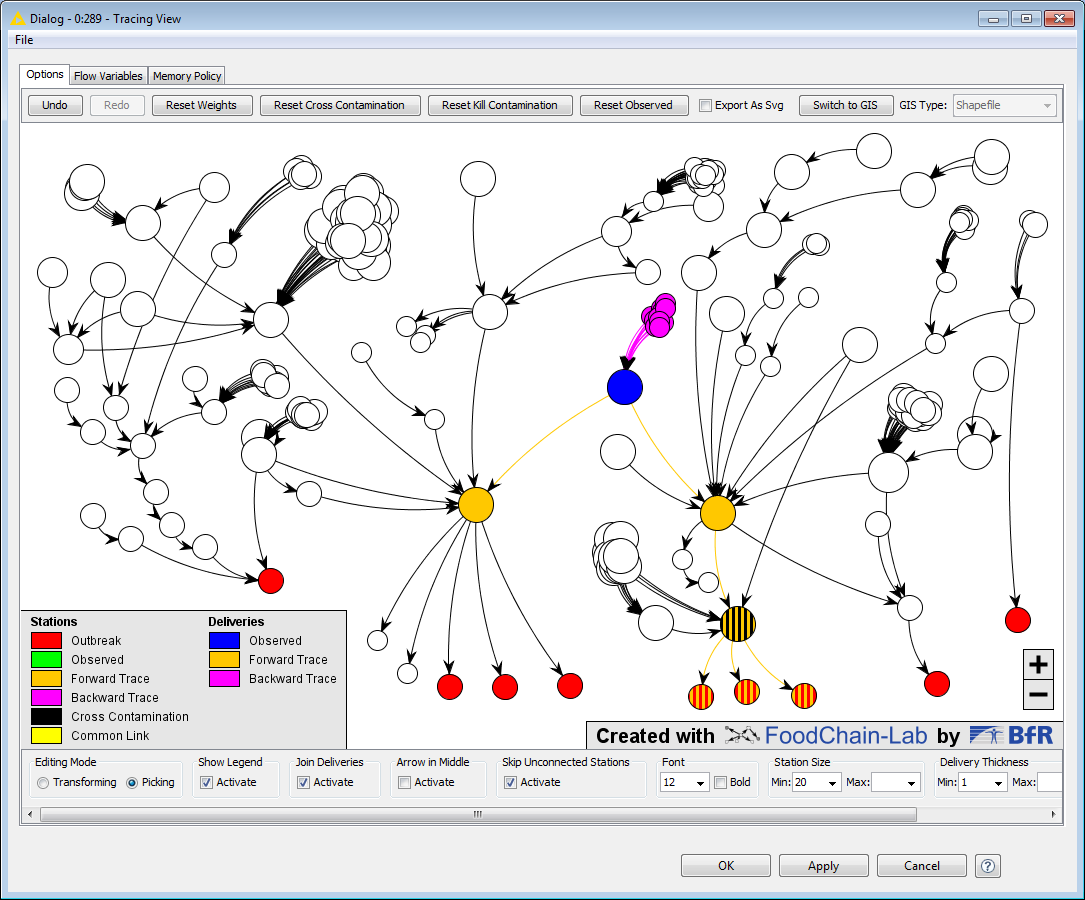 Dialog - 0:289 - Tracing View
File
Options Flow Variables Memory Policy
Undo Redo Reset Weights Reset Cross Contamination Reset Kill Contamination Reset Observed Export As Svg Switch to GIS GIS Type: Shapefile
Stations Deliveries
Outbreak Observed
Observed Forward Trace
Forward Trace Backward Trace
Backward Trace
Cross Contamination
Common Link
+
−
Created with FoodChain-Lab by BfR
Editing Mode Show Legend Join Deliveries Arrow in Middle Skip Unconnected Stations Font Station Size Delivery Thickness
Transforming Picking Activate Activate Activate Activate 12 Bold Min: 20 Max: Min: 1 Max:
OK Apply Cancel ?